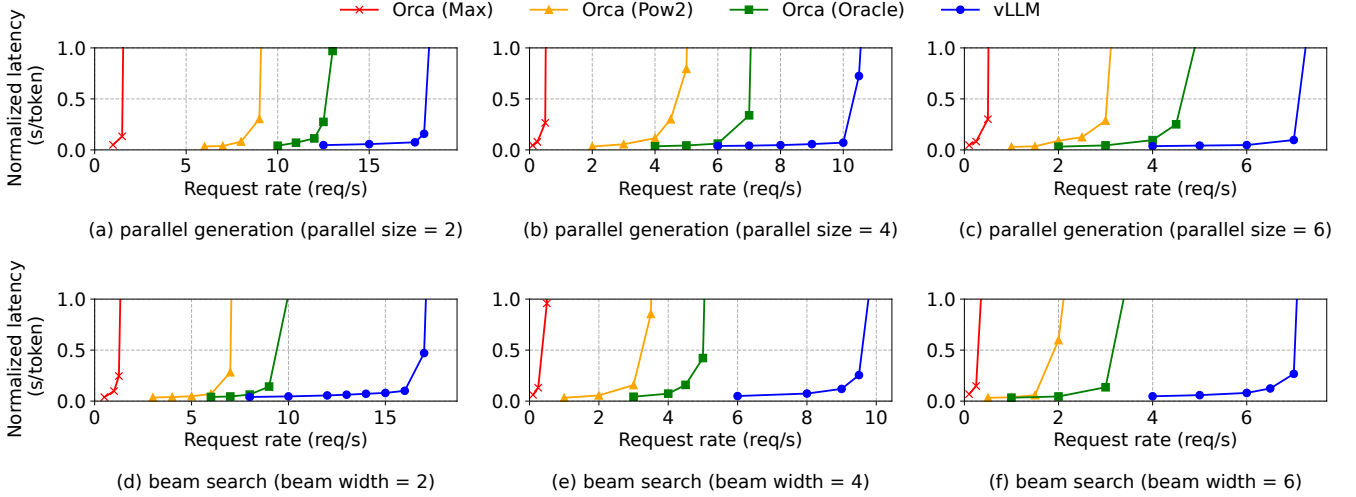 Orca (Max) Orca (Pow2) Orca (Oracle) vLLM
Normalized latency
(s/token)
1.0
0.5
0.0
0 5 10 15
Request rate (req/s)
(a) parallel generation (parallel size = 2)
1.0
0.5
0.0
0 2 4 6 8 10
Request rate (req/s)
(b) parallel generation (parallel size = 4)
1.0
0.5
0.0
0 2 4 6
Request rate (req/s)
(c) parallel generation (parallel size = 6)
Normalized latency
(s/token)
1.0
0.5
0.0
0 5 10 15
Request rate (req/s)
(d) beam search (beam width = 2)
1.0
0.5
0.0
0 2 4 6 8 10
Request rate (req/s)
(e) beam search (beam width = 4)
1.0
0.5
0.0
0 2 4 6
Request rate (req/s)
(f) beam search (beam width = 6)